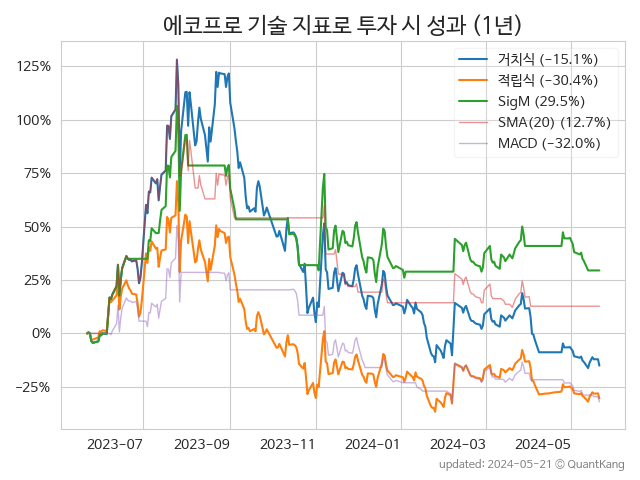 에코프로 기술 지표로 투자 시 성과 (1년)
거치식 (−15.1%)
적립식 (−30.4%)
SigM (29.5%)
SMA(20) (12.7%)
MACD (−32.0%)
125%
100%
75%
50%
25%
0%
−25%
2023−07
2023−09
2023−11
2024−01
2024−03
2024−05
updated: 2024−05−21 © QuantKang